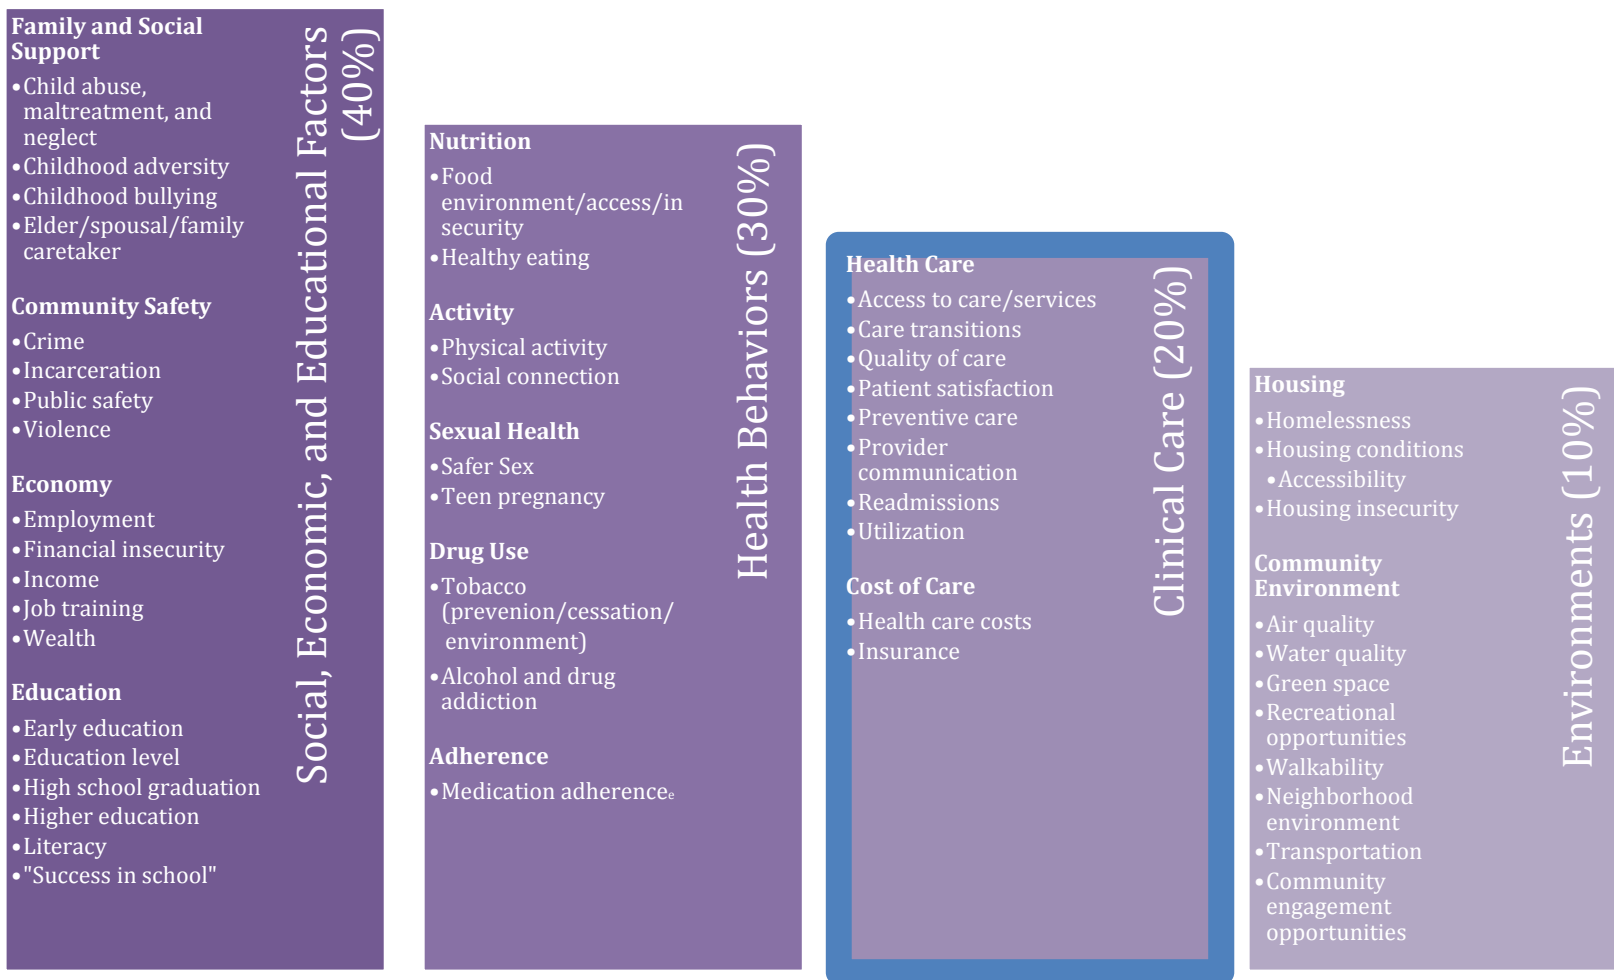 Family and Social
Support
•Child abuse,
maltreatment, and
neglect
•Childhood adversity
•Childhood bullying
•Elder/spousal/family
caretaker
Community Safety
•Crime
•Incarceration
•Public safety
•Violence
Economy
•Employment
•Financial insecurity
•Income
•Job training
•Wealth
Education
•Early education
•Education level
•High school graduation
•Higher education
•Literacy
•"Success in school"
Social, Economic, and Educational Factors
(40%)
Nutrition
•Food
environment/access/in
security
•Healthy eating
Activity
•Physical activity
•Social connection
Sexual Health
•Safer Sex
•Teen pregnancy
Drug Use
•Tobacco
(prevenion/cessation/
environment)
•Alcohol and drug
addiction
Adherence
•Medication adherencee
Health Behaviors (30%)
Health Care
•Access to care/services
•Care transitions
•Quality of care
•Patient satisfaction
•Preventive care
•Provider
communication
•Readmissions
•Utilization
Cost of Care
•Health care costs
•Insurance
Clinical Care (20%)
Housing
•Homelessness
•Housing conditions
•Accessibility
•Housing insecurity
Community
Environment
•Air quality
•Water quality
•Green space
•Recreational
opportunities
•Walkability
•Neighborhood
environment
•Transportation
•Community
engagement
opportunities
Environments (10%)